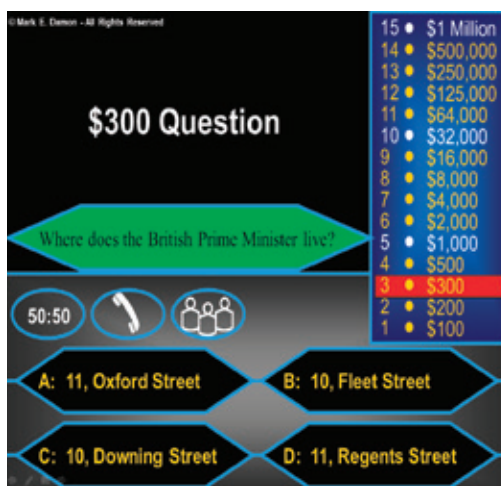 © Mark E. Damon - All Rights Reserved
$300 Question
Where does the British Prime Minister live?
50:50
A: 11, Oxford Street
B: 10, Fleet Street
C: 10, Downing Street
D: 11, Regents Street
15 • $1 Million
14 • $500,000
13 • $250,000
12 • $125,000
11 • $64,000
10 • $32,000
9 • $16,000
8 • $8,000
7 • $4,000
6 • $2,000
5 • $1,000
4 • $500
3 • $300
2 • $200
1 • $100